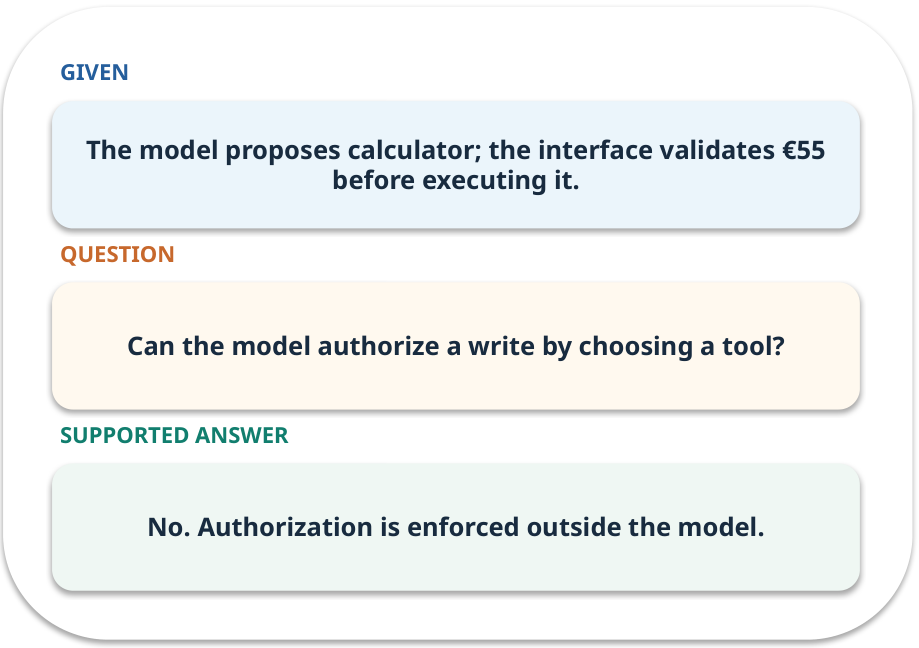 GIVEN
The model proposes calculator; the interface validates €55
before executing it.
QUESTION
Can the model authorize a write by choosing a tool?
SUPPORTED ANSWER
No. Authorization is enforced outside the model.